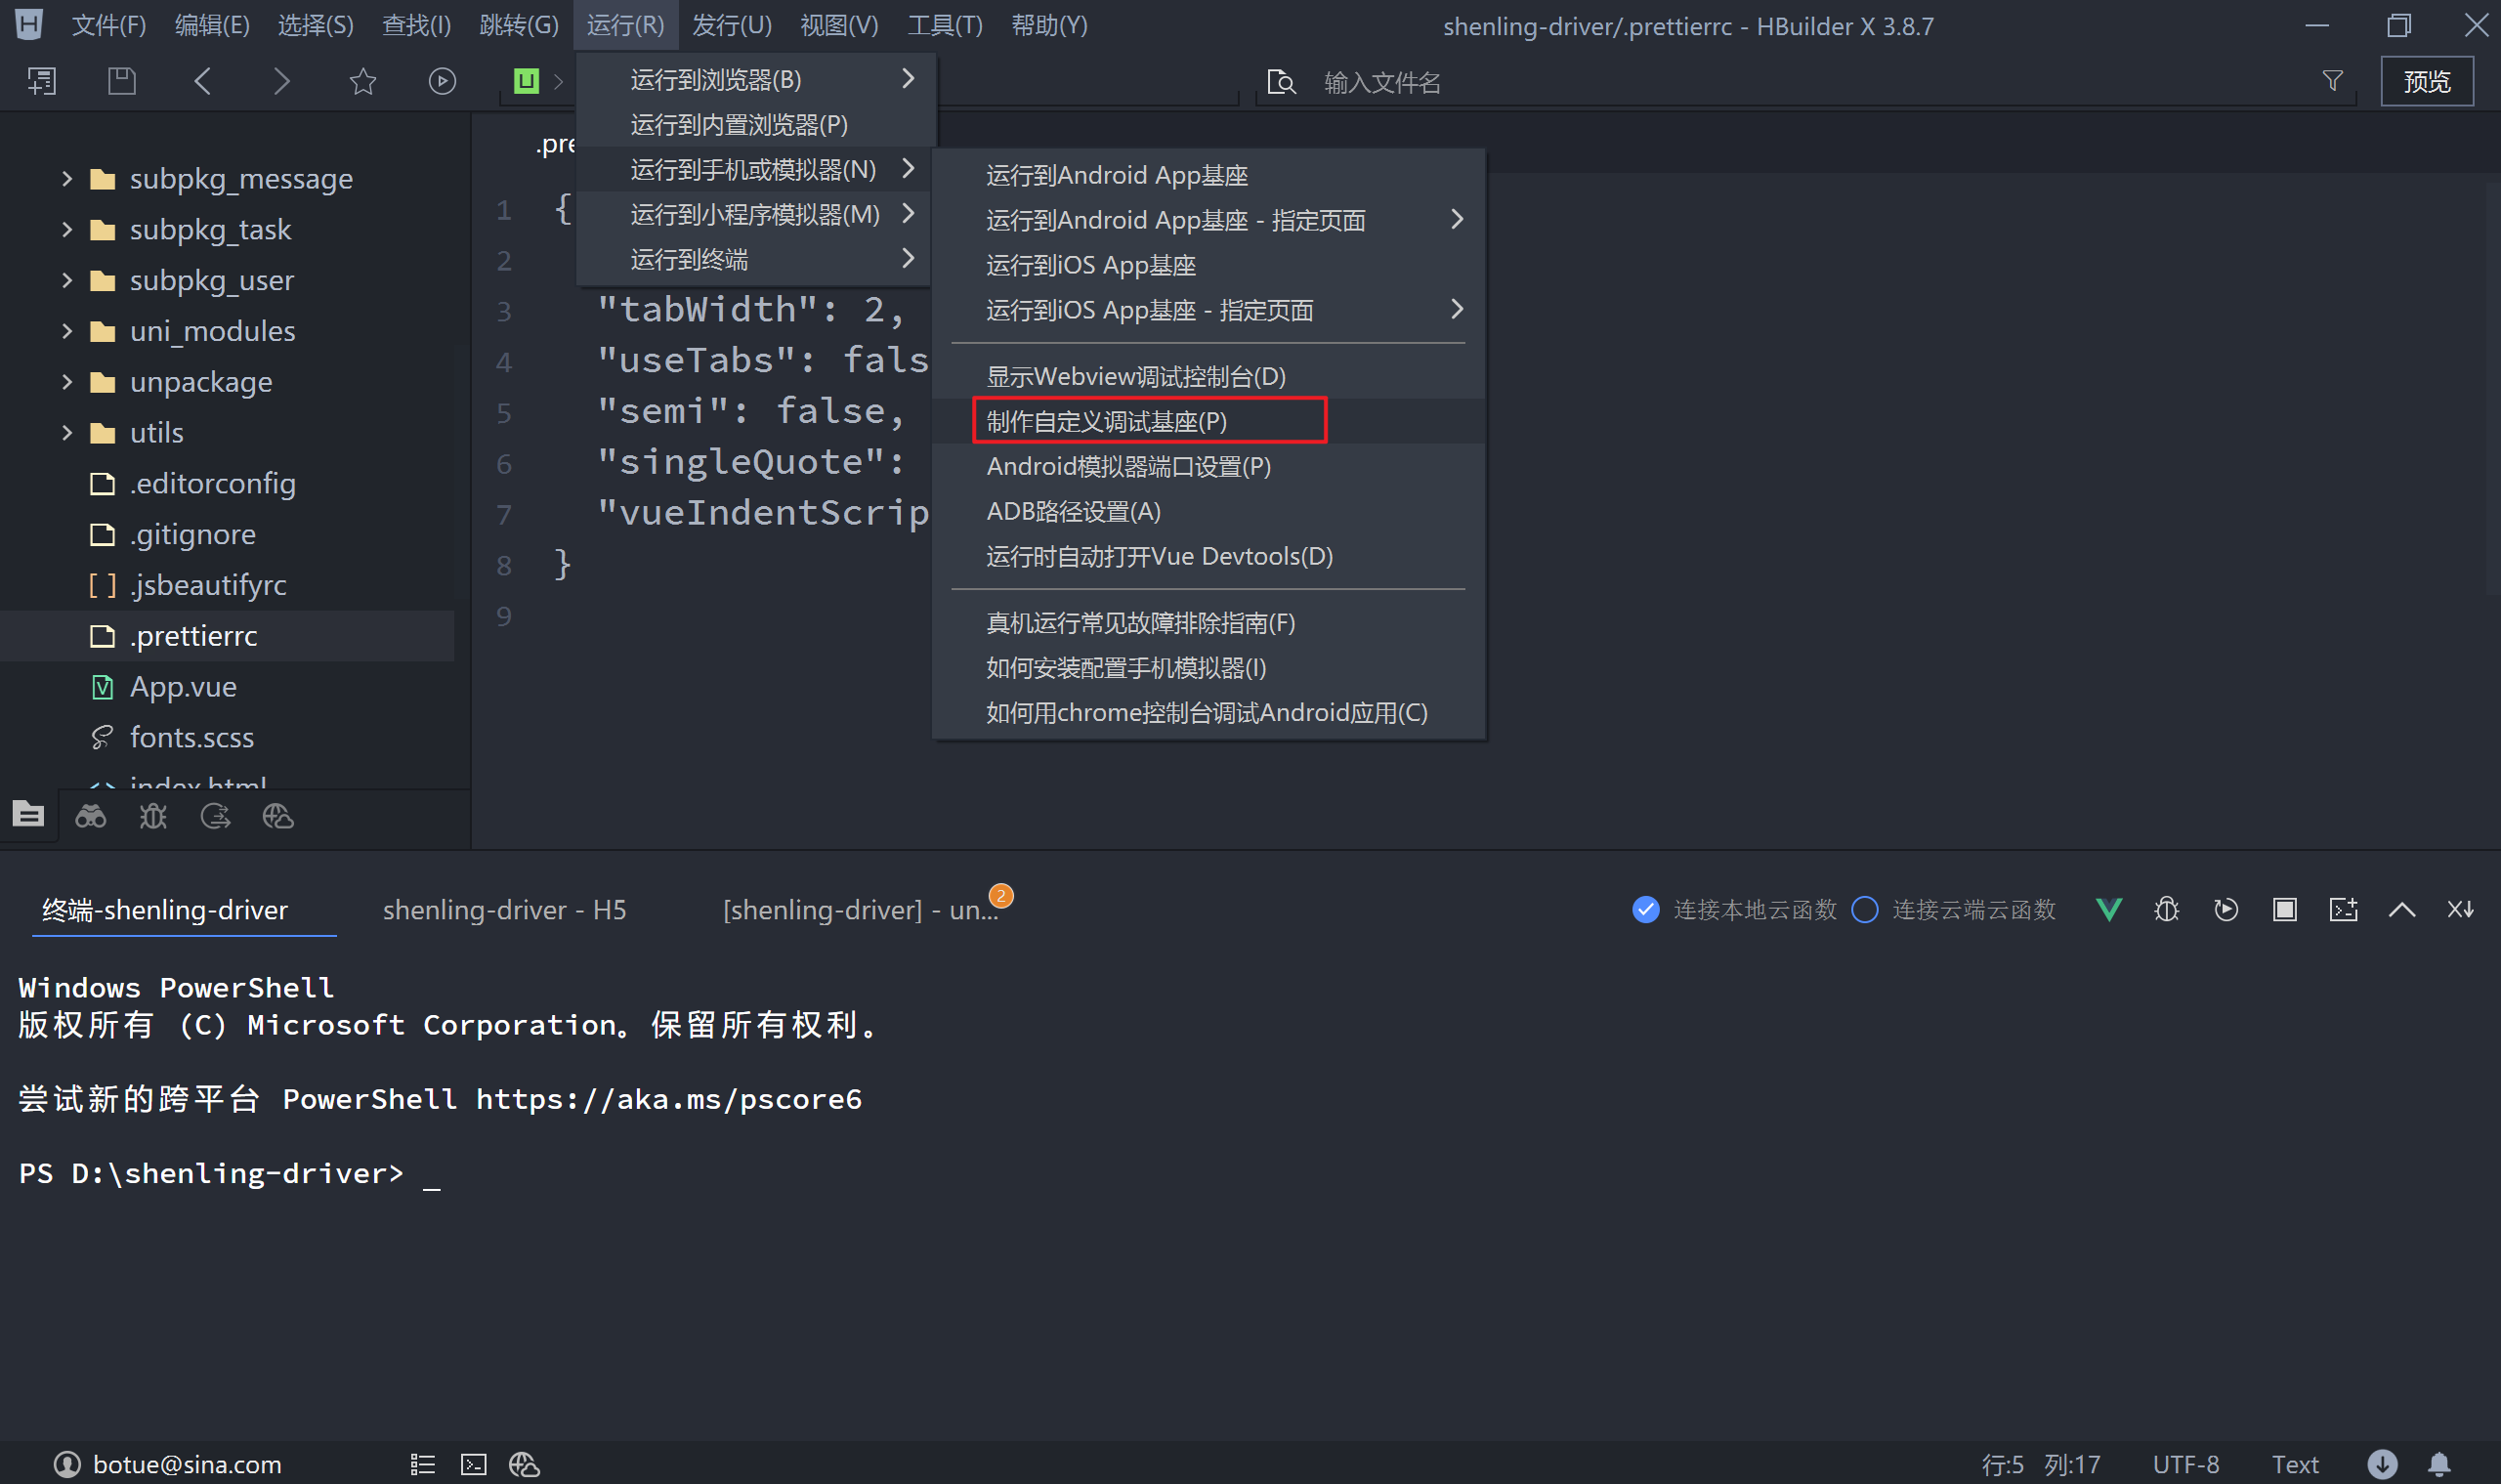 文件(F) 编辑(E) 选择(S) 查找(I) 跳转(G) 运行(R) 发行(U) 视图(V) 工具(T) 帮助(Y) shenling-driver/.prettierrc - HBuilder X 3.8.7
输入文件名 预览
运行到浏览器(B)
运行到内置浏览器(P)
运行到手机或模拟器(N)
运行到小程序模拟器(M)
运行到终端
运行到Android App基座
运行到Android App基座 - 指定页面
运行到iOS App基座
运行到iOS App基座 - 指定页面
显示Webview调试控制台(D)
制作自定义调试基座(P)
Android模拟器端口设置(P)
ADB路径设置(A)
运行时自动打开Vue Devtools(D)
真机运行常见故障排除指南(F)
如何安装配置手机模拟器(I)
如何用chrome控制台调试Android应用(C)
subpkg_message
subpkg_task
subpkg_user
uni_modules
unpackage
utils
.editorconfig
.gitignore
[ ] .jsbeautifyrc
.prettierrc
App.vue
fonts.scss
index.html
.pre
1 {
2
3 "tabWidth": 2,
4 "useTabs": fals
5 "semi": false,
6 "singleQuote":
7 "vueIndentScrip
8 }
9
终端-shenling-driver shenling-driver - H5 [shenling-driver] - un... 2 连接本地云函数 连接云端云函数
Windows PowerShell
版权所有 (C) Microsoft Corporation。保留所有权利。
尝试新的跨平台 PowerShell https://aka.ms/pscore6
PS D:\shenling-driver> _
botue@sina.com 行:5 列:17 UTF-8 Text